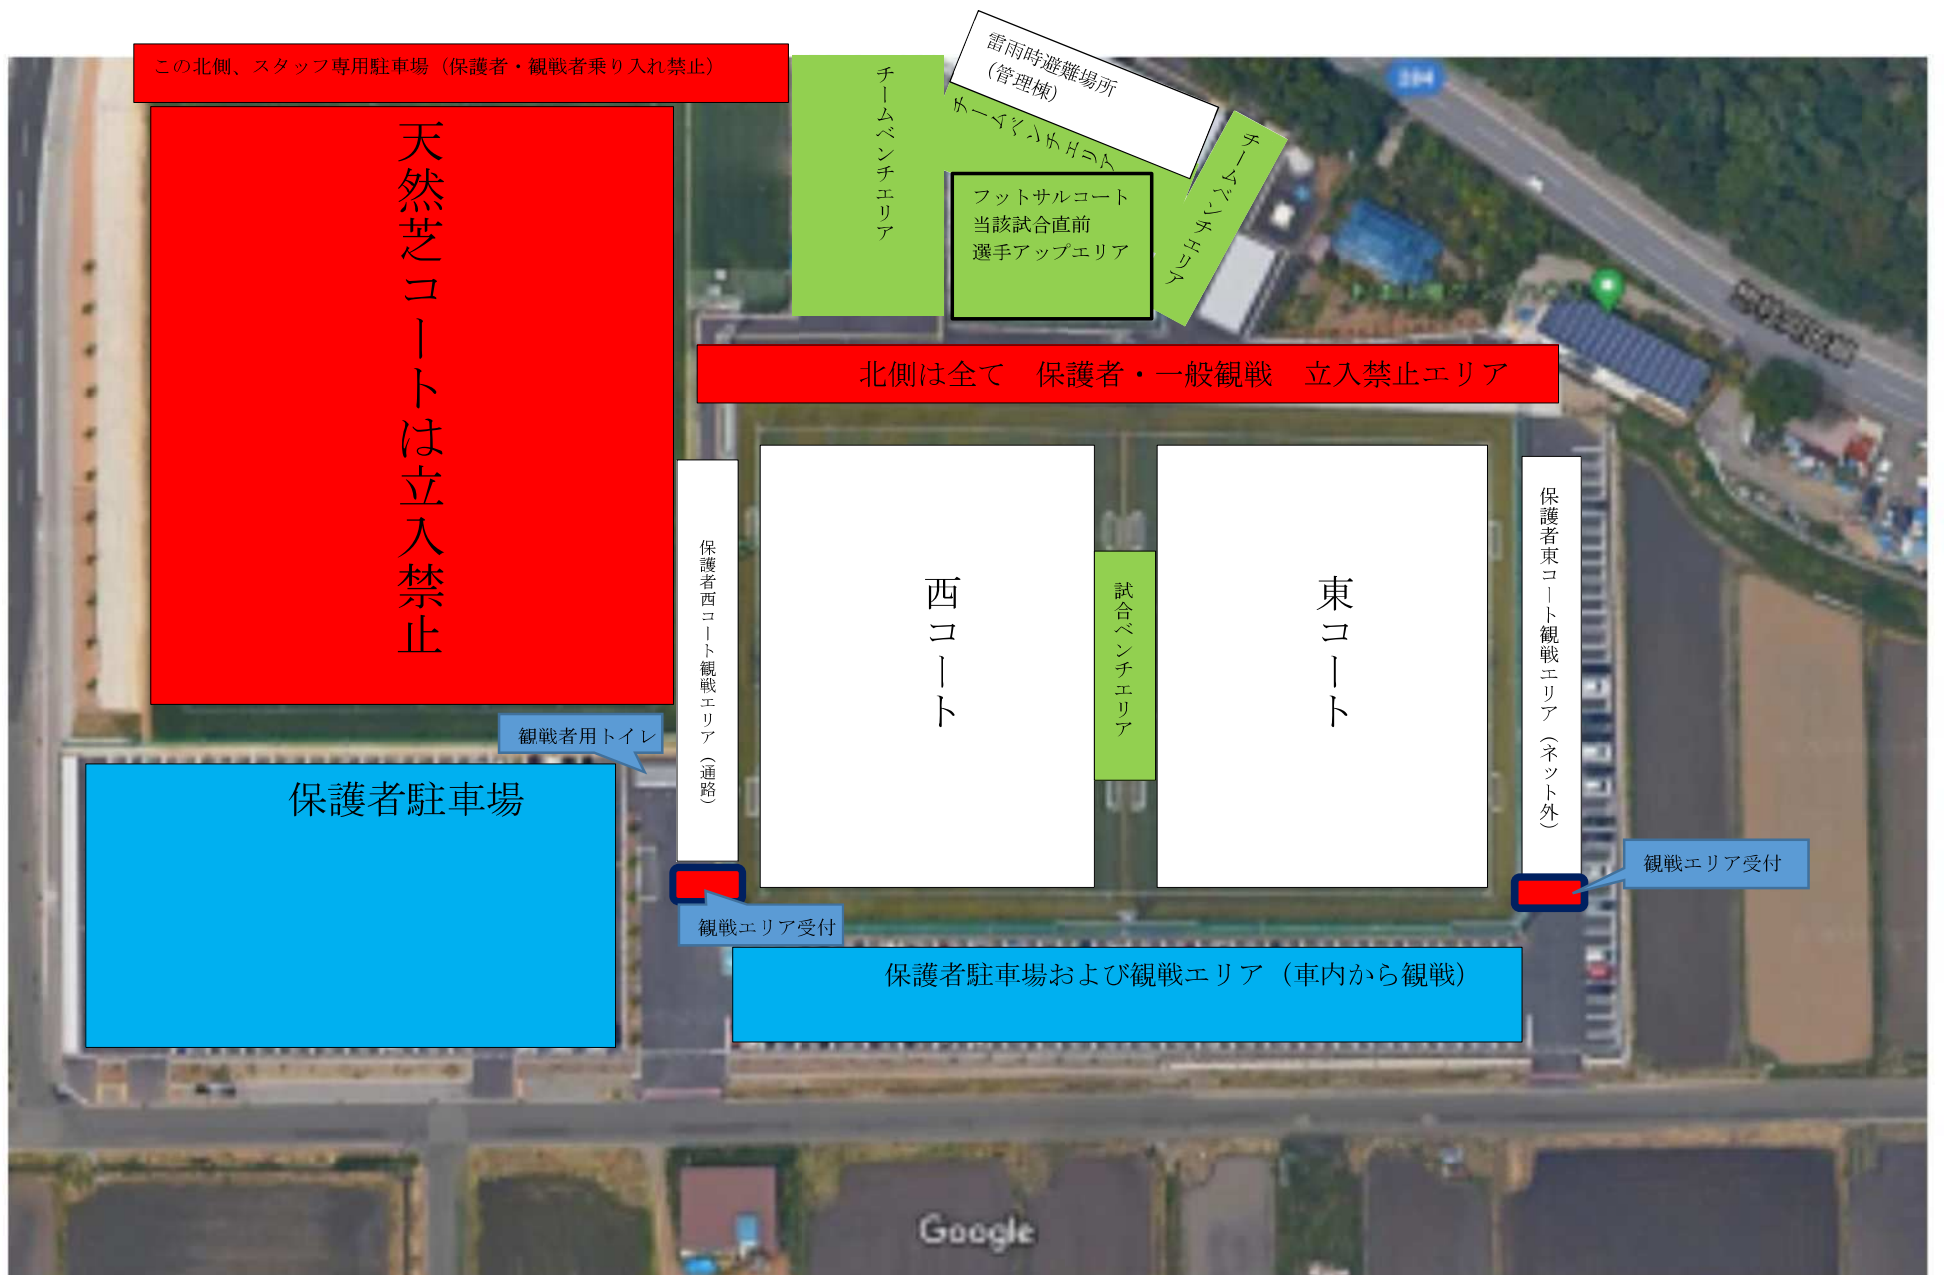 この北側、スタッフ専用駐車場（保護者・観戦者乗り入れ禁止）
雷雨時避難場所
（管理棟）
チームベンチエリア
チームベンチエリア
チームベンチエリア
フットサルコート
当該試合直前
選手アップエリア
天然芝コートは立入禁止
北側は全て　保護者・一般観戦　立入禁止エリア
保護者西コート観戦エリア（通路）
西コート
試合ベンチエリア
東コート
保護者東コート観戦エリア（ネット外）
観戦者用トイレ
保護者駐車場
観戦エリア受付
観戦エリア受付
保護者駐車場および観戦エリア（車内から観戦）
Google